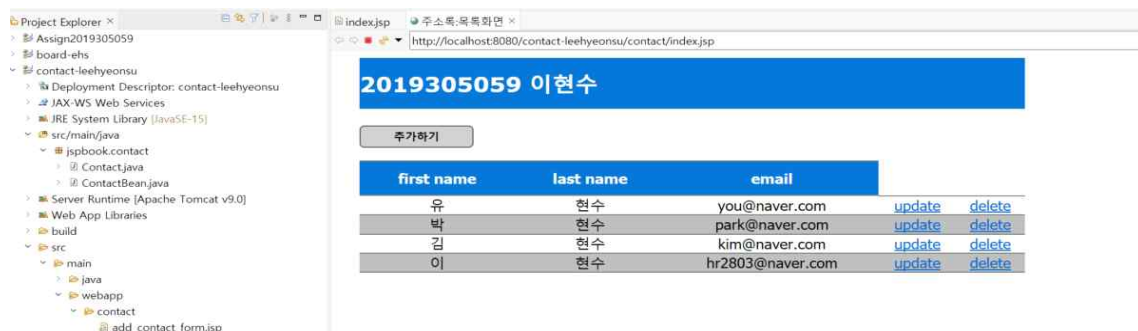 Project Explorer
Assign2019305059
board-ehs
contact-leehyeonsu
Deployment Descriptor: contact-leehyeonsu
JAX-WS Web Services
JRE System Library [JavaSE-15]
src/main/java
jspbook.contact
Contact.java
ContactBean.java
Server Runtime [Apache Tomcat v9.0]
Web App Libraries
build
src
main
java
webapp
contact
add_contact_form.jsp
index.jsp 주소록:목록화면
http://localhost:8080/contact-leehyeonsu/contact/index.jsp
2019305059 이현수
주가하기
first name last name email
유 현수 you@naver.com update delete
박 현수 park@naver.com update delete
김 현수 kim@naver.com update delete
이 현수 hr2803@naver.com update delete